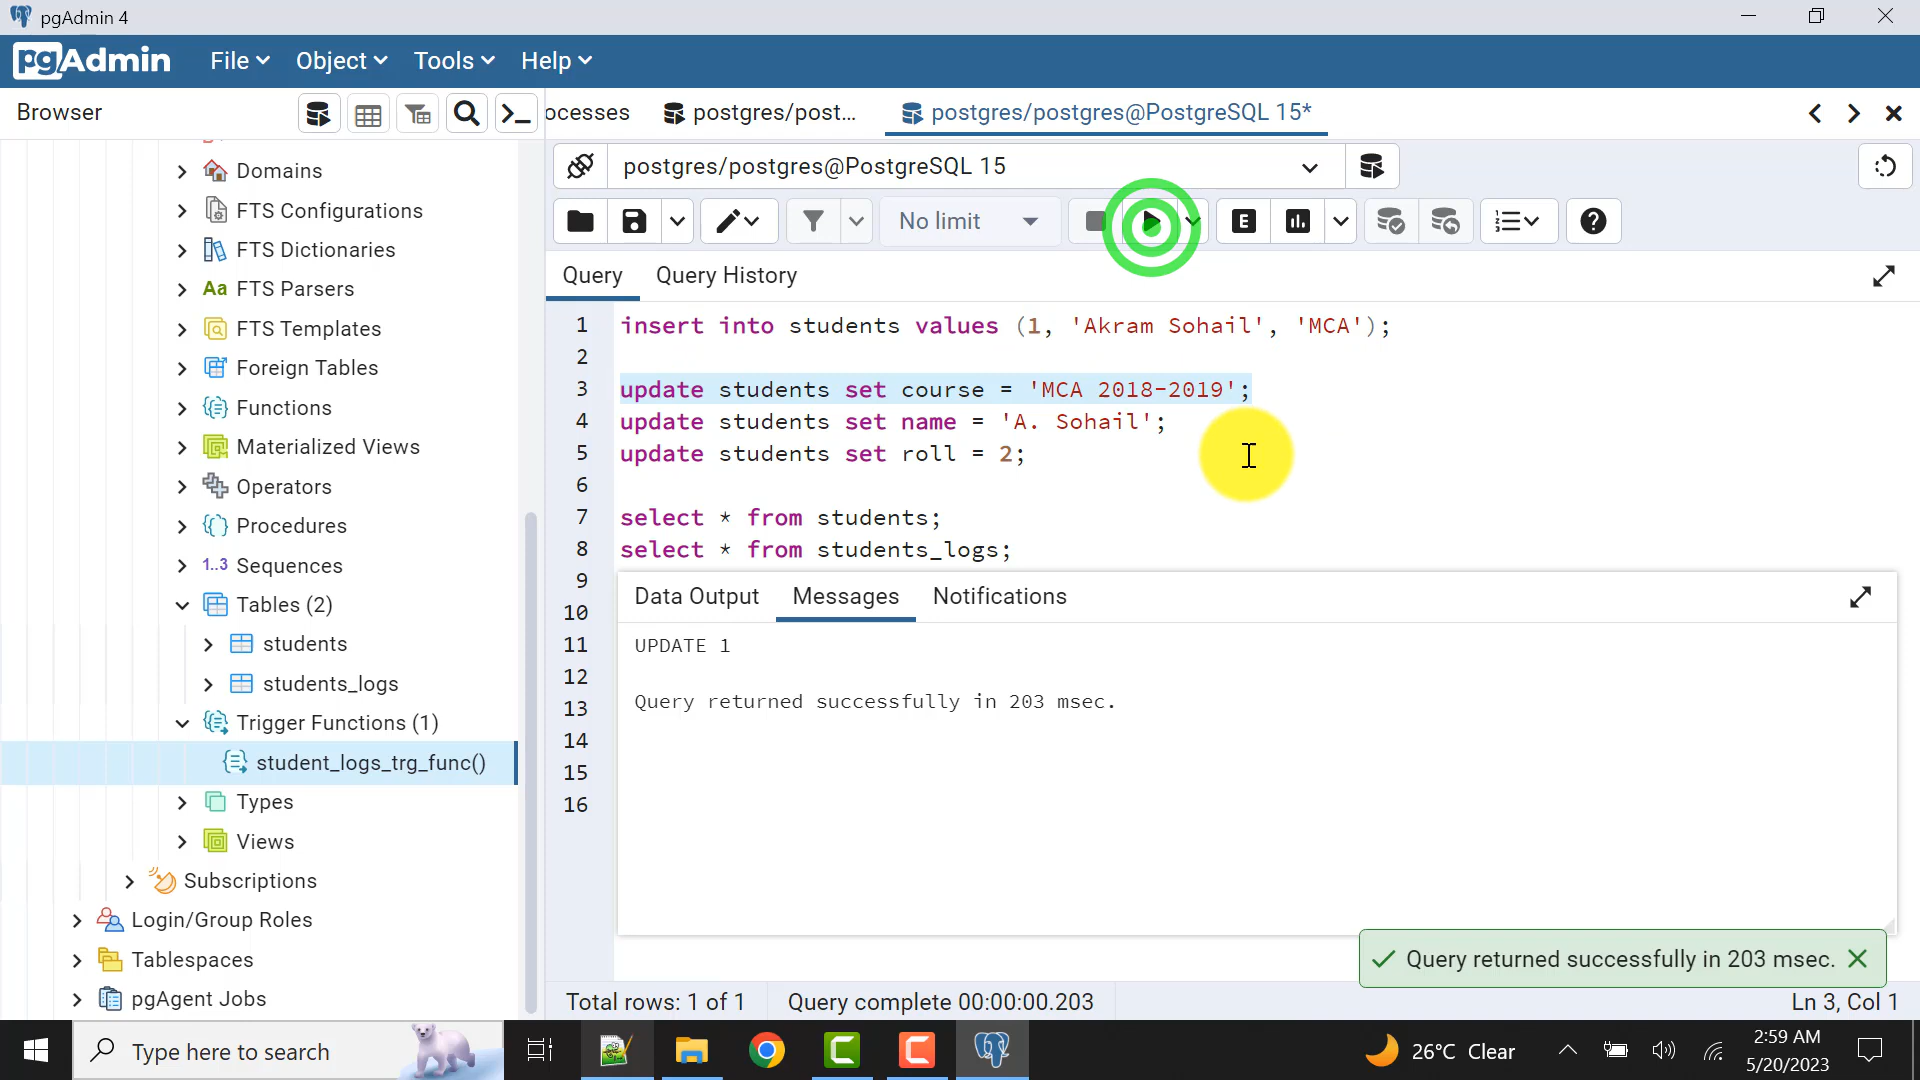 pgAdmin 4
pgAdmin File Object Tools Help
Browser
ocesses postgres/post... postgres/postgres@PostgreSQL 15*
postgres/postgres@PostgreSQL 15
No limit E
Query Query History
Domains
FTS Configurations
FTS Dictionaries
Aa FTS Parsers
FTS Templates
Foreign Tables
Functions
Materialized Views
Operators
Procedures
1..3 Sequences
Tables (2)
students
students_logs
Trigger Functions (1)
student_logs_trg_func()
Types
Views
Subscriptions
Login/Group Roles
Tablespaces
pgAgent Jobs
1 insert into students values (1, 'Akram Sohail', 'MCA');
2
3 update students set course = 'MCA 2018-2019';
4 update students set name = 'A. Sohail';
5 update students set roll = 2;
6
7 select * from students;
8 select * from students_logs;
9
10
11
12
13
14
15
16
Data Output Messages Notifications
UPDATE 1
Query returned successfully in 203 msec.
Query returned successfully in 203 msec.
Total rows: 1 of 1 Query complete 00:00:00.203 Ln 3, Col 1
Type here to search
26°C Clear
2:59 AM
5/20/2023